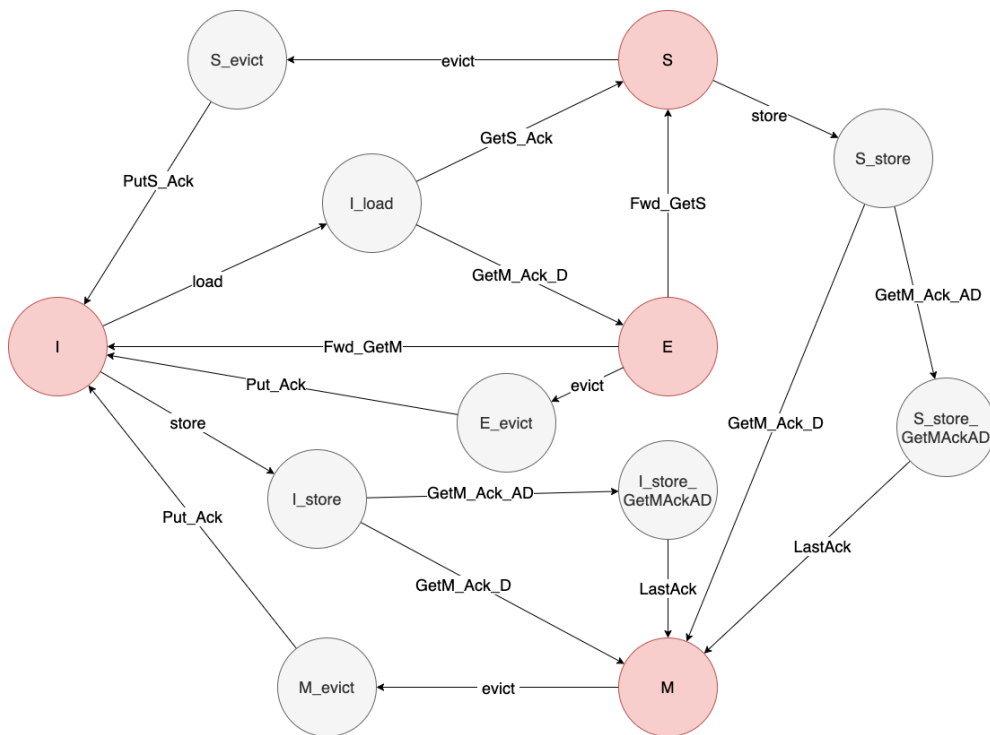 S_evict
evict
S
store
GetS_Ack
S_store
PutS_Ack
I_load
Fwd_GetS
load
GetM_Ack_D
GetM_Ack_AD
I
Fwd_GetM
E
Put_Ack
evict
E_evict
store
GetM_Ack_D
S_store_
GetMAckAD
I_store
GetM_Ack_AD
I_store_
GetMAckAD
Put_Ack
LastAck
GetM_Ack_D
LastAck
M_evict
evict
M